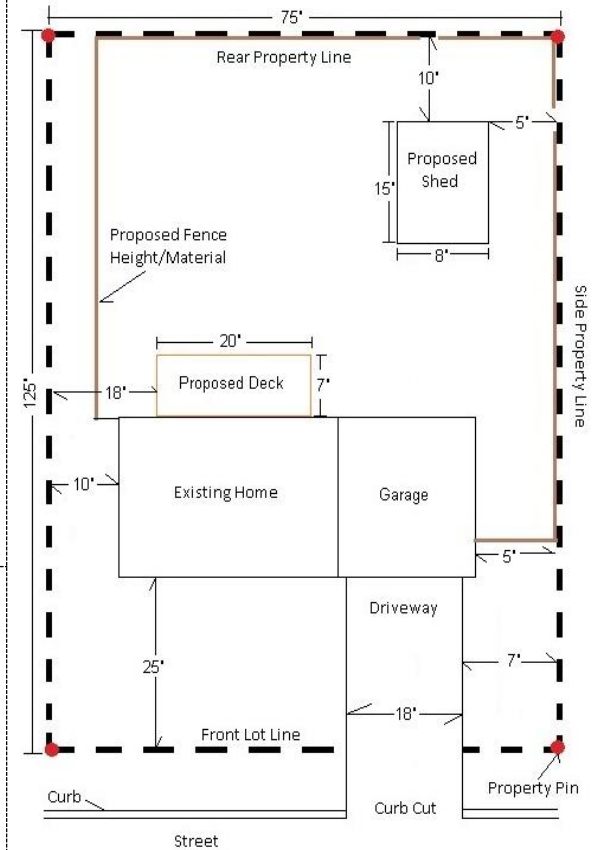 75'
Rear Property Line
10'
5'
Proposed
Shed
15'
8'
Proposed Fence
Height/Material
Side Property Line
20'
Proposed Deck
7'
18'
125'
10'
Existing Home
Garage
5'
Driveway
25'
7'
18'
Front Lot Line
Property Pin
Curb
Curb Cut
Street